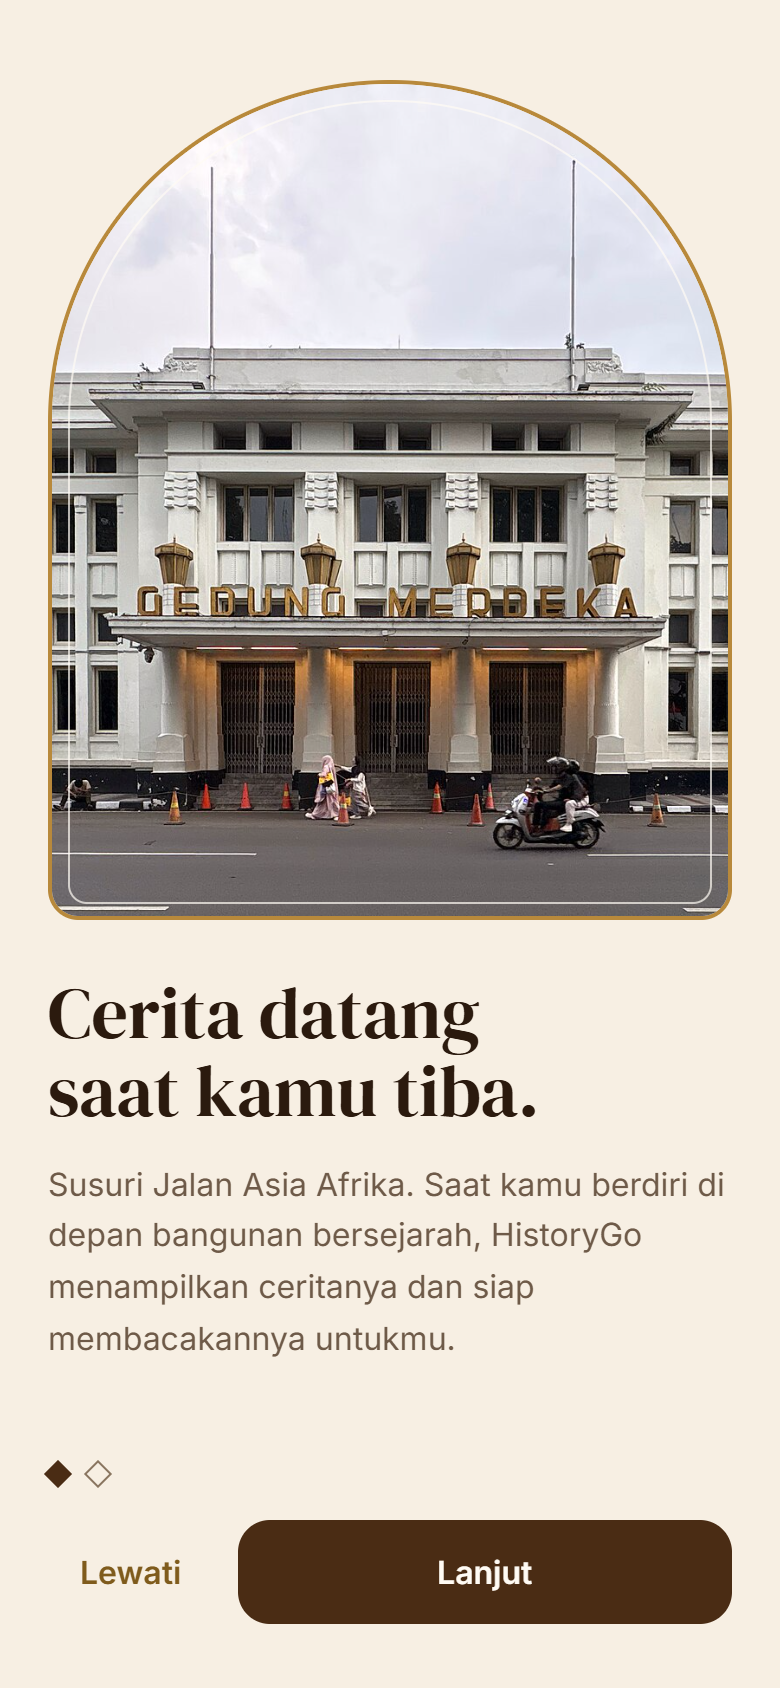 GEDUNG MERDEKA
Cerita datang
saat kamu tiba.
Susuri Jalan Asia Afrika. Saat kamu berdiri di
depan bangunan bersejarah, HistoryGo
menampilkan ceritanya dan siap
membacakannya untukmu.
Lewati
Lanjut